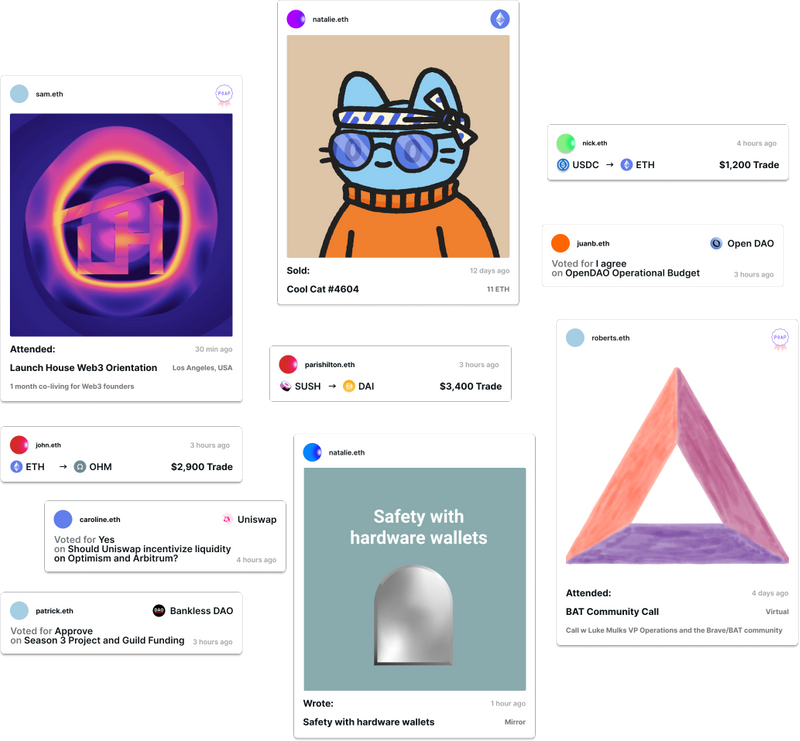 natalie.eth
Sold:
12 days ago
Cool Cat #4604
11 ETH
sam.eth
POAP
Attended:
30 min ago
Launch House Web3 Orientation
Los Angeles, USA
1 month co-living for Web3 founders
nick.eth
4 hours ago
USDC → ETH
$1,200 Trade
juanb.eth
Open DAO
Voted for I agree
on OpenDAO Operational Budget
3 hours ago
parishilton.eth
3 hours ago
SUSH → DAI
$3,400 Trade
roberts.eth
POAP
Attended:
4 days ago
BAT Community Call
Virtual
Call w Luke Mulks VP Operations and the Brave/BAT community
john.eth
3 hours ago
ETH → OHM
$2,900 Trade
caroline.eth
Uniswap
Voted for Yes
on Should Uniswap incentivize liquidity
on Optimism and Arbitrum?
4 hours ago
patrick.eth
DAO
Bankless DAO
Voted for Approve
on Season 3 Project and Guild Funding
3 hours ago
natalie.eth
Safety with
hardware wallets
Wrote:
1 hour ago
Safety with hardware wallets
Mirror